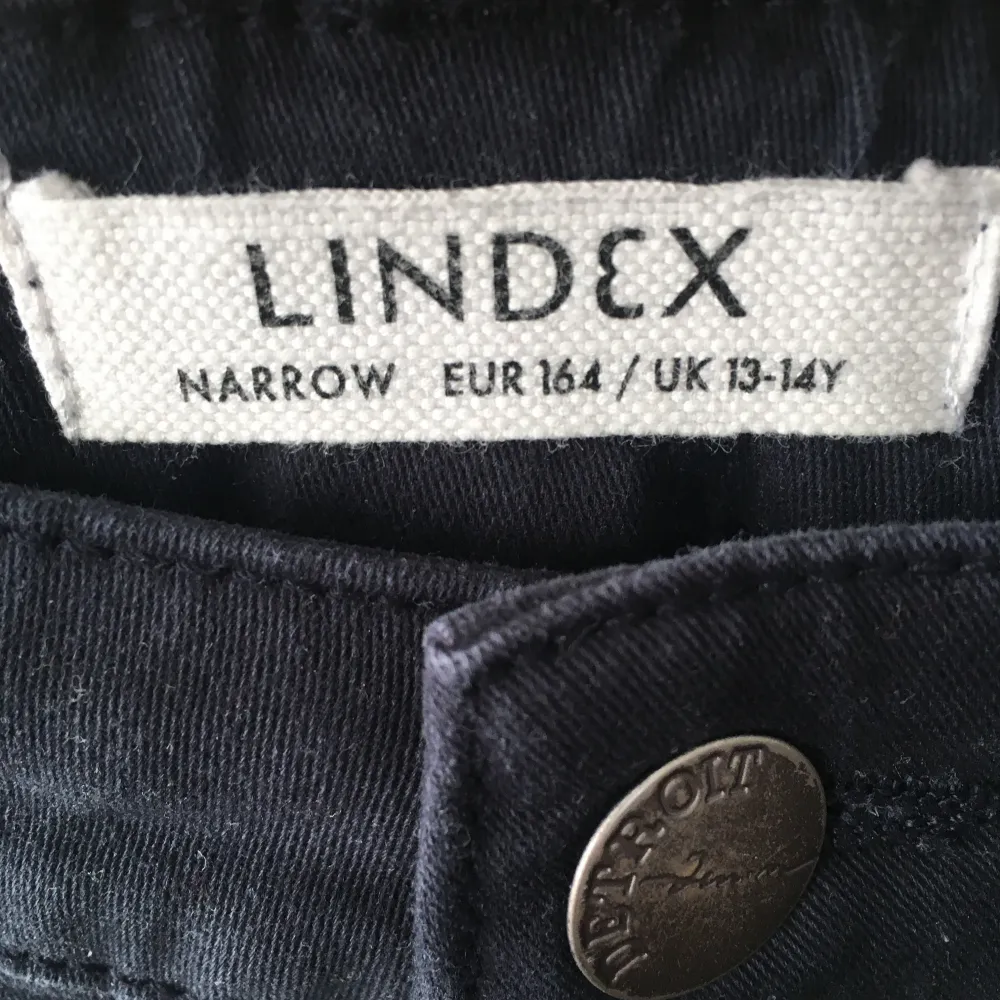 LINDEX
NARROW EUR 164 / UK 13-14Y